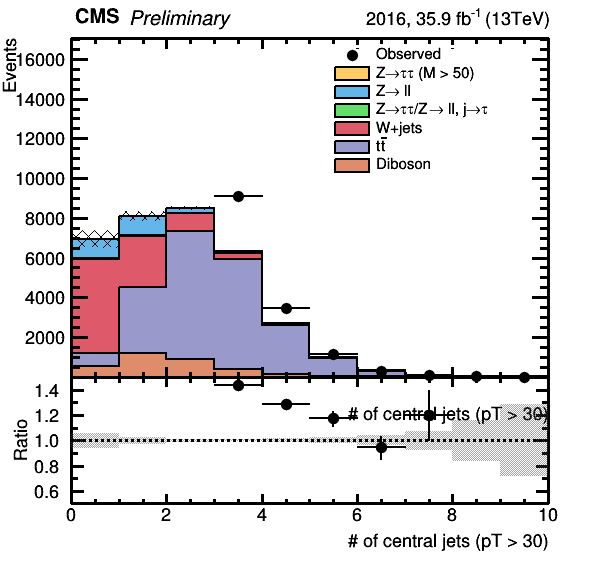 CMS Preliminary 2016, 35.9 fb⁻¹ (13TeV)
Events
16000
14000
12000
10000
8000
6000
4000
2000
Observed
Z→ττ (M > 50)
Z→ ll
Z→ττ/Z→ ll, j→τ
W+jets
tt̄
Diboson
Ratio
1.4
1.2
1.0
0.8
0.6
# of central jets (pT > 30)
0 2 4 6 8 10
# of central jets (pT > 30)